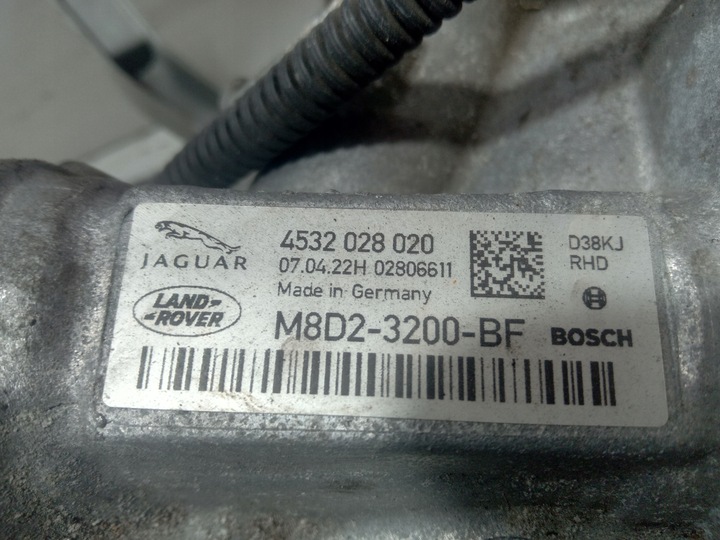 JAGUAR
4532 028 020
07.04.22H 02806611
Made in Germany
D38KJ
RHD
LAND-
ROVER
M8D2-3200-BF
BOSCH